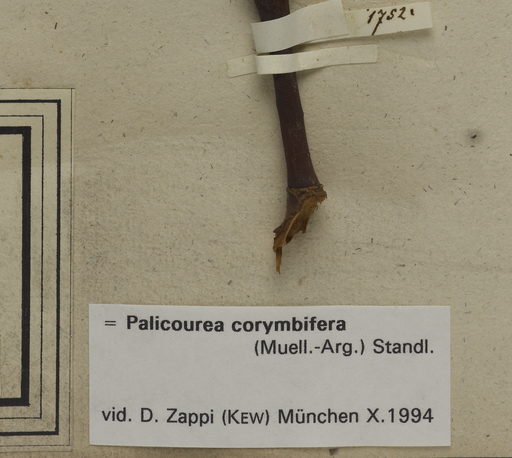 1752.
= Palicourea corymbifera
(Muell.-Arg.) Standl.
vid. D. Zappi (KEW) München X.1994